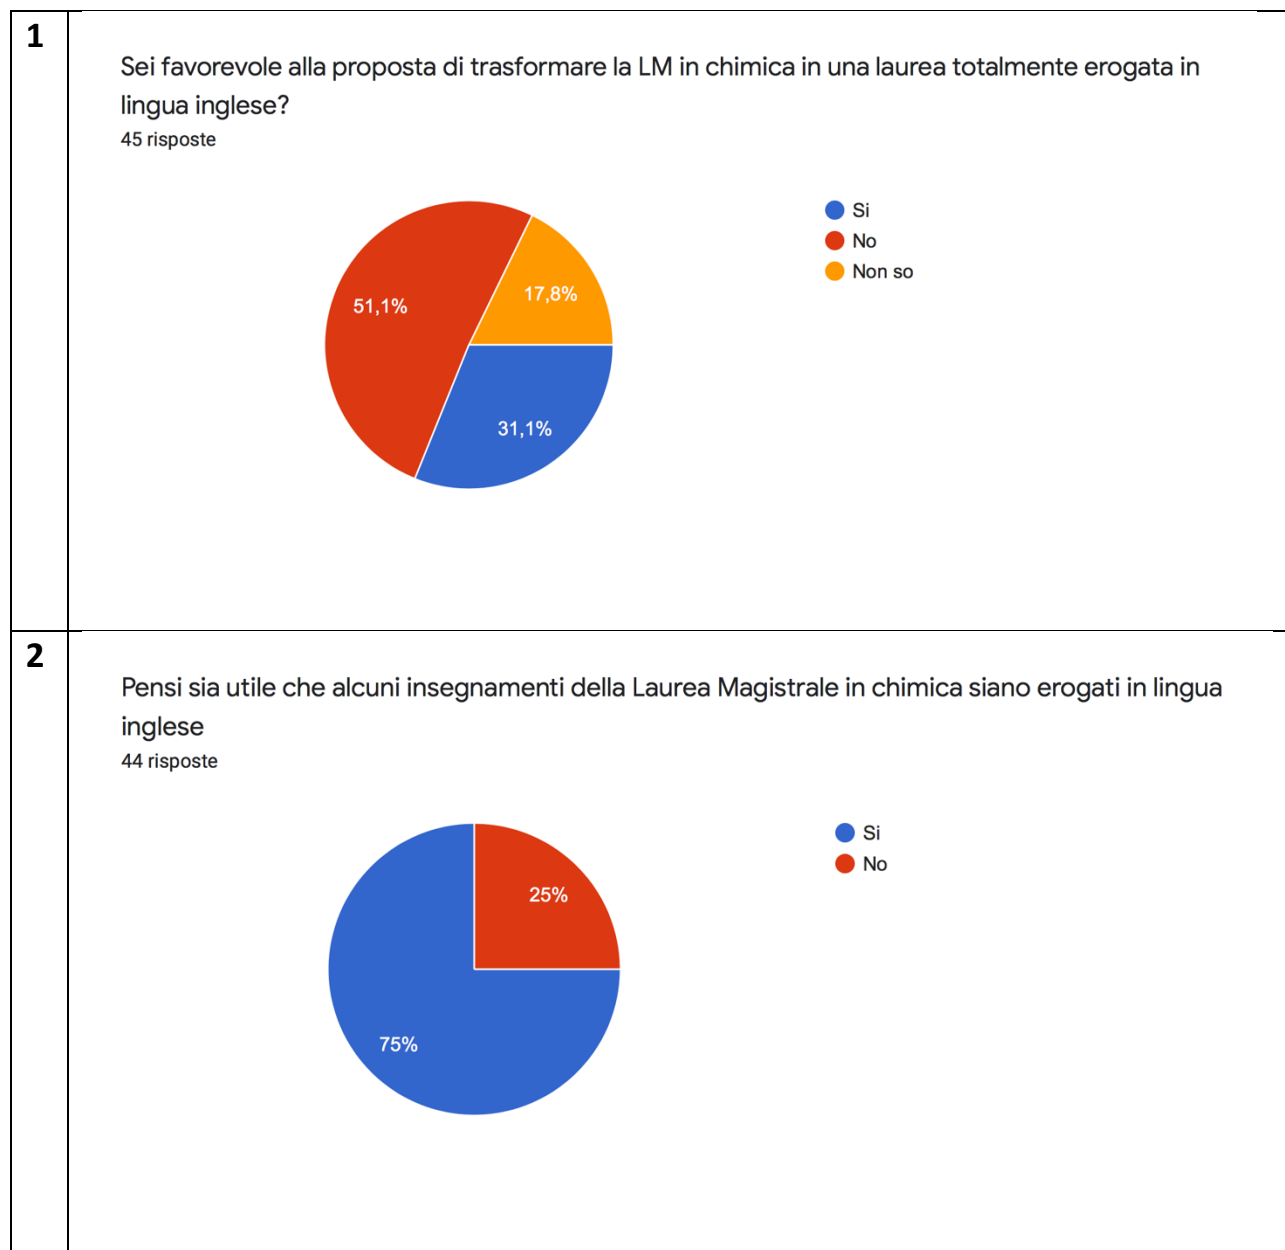 1
Sei favorevole alla proposta di trasformare la LM in chimica in una laurea totalmente erogata in
lingua inglese?
45 risposte
Si
No
Non so
51,1%
17,8%
31,1%
2
Pensi sia utile che alcuni insegnamenti della Laurea Magistrale in chimica siano erogati in lingua
inglese
44 risposte
Si
No
25%
75%